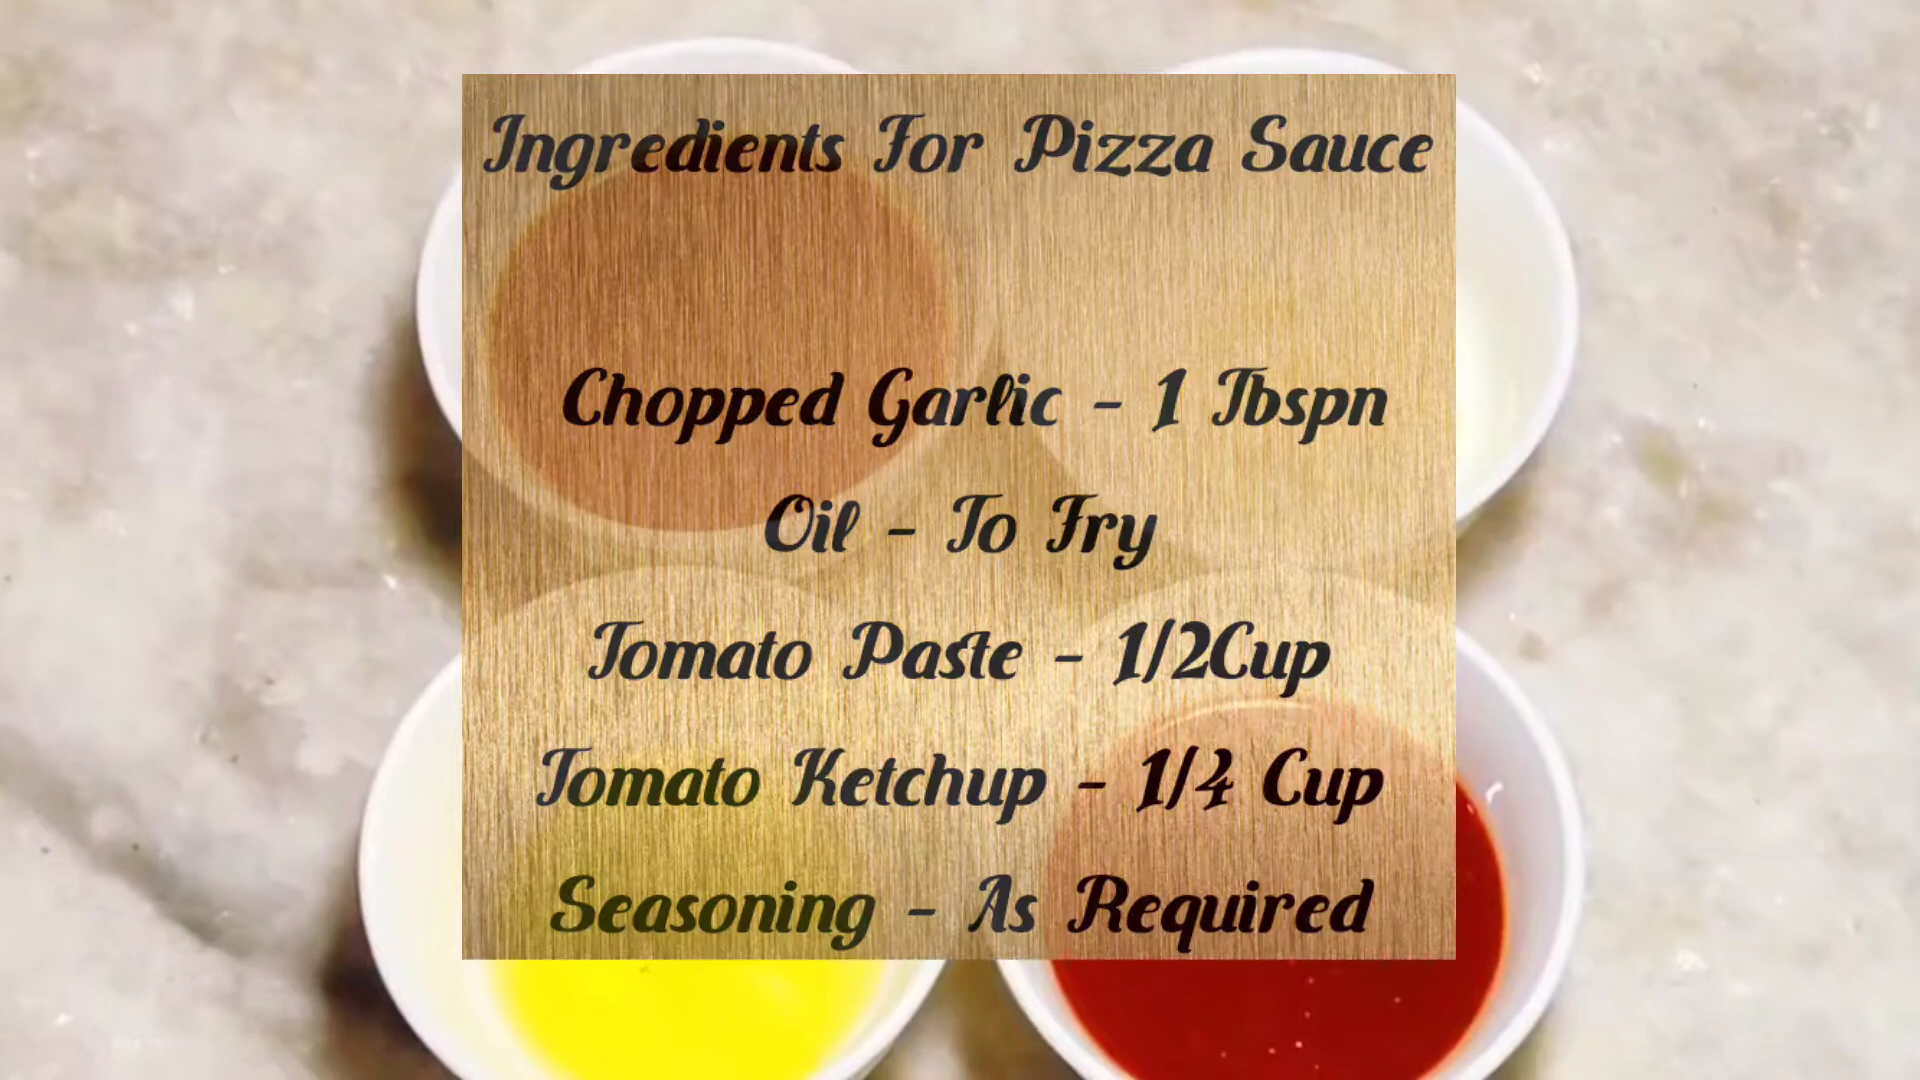 Ingredients For Pizza Sauce
Chopped Garlic - 1 Tbspn
Oil - To Fry
Tomato Paste - 1/2Cup
Tomato Ketchup - 1/4 Cup
Seasoning - As Required